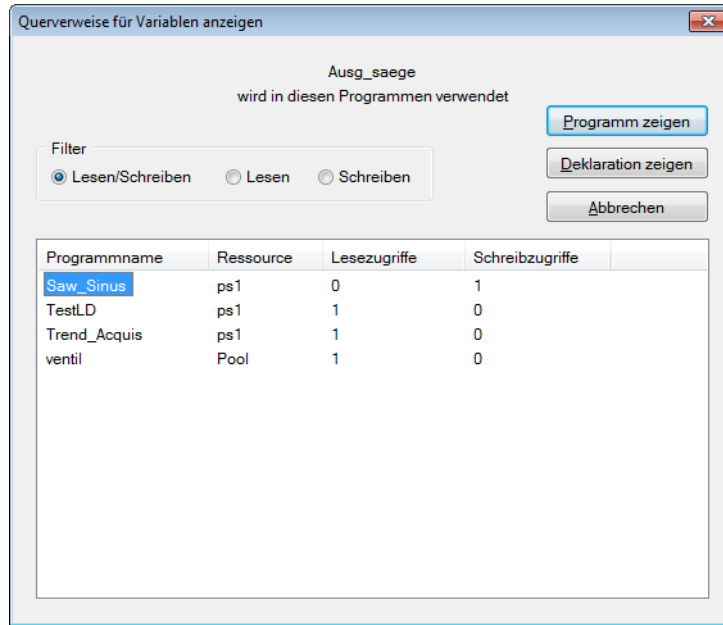 Querverweise für Variablen anzeigen
Ausg_saege
wird in diesen Programmen verwendet
Programm zeigen
Filter
Lesen/Schreiben Lesen Schreiben
Deklaration zeigen
Abbrechen
Programmname Ressource Lesezugriffe Schreibzugriffe
Saw_Sinus ps1 0 1
TestLD ps1 1 0
Trend_Acquis ps1 1 0
ventil Pool 1 0